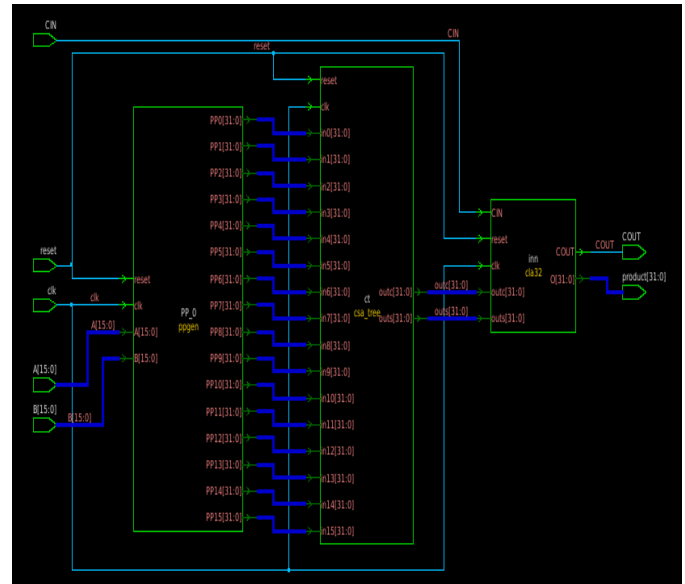 CIN
CIN
reset
reset
clk
PP0[31:0]
n0[31:0]
PP1[31:0]
n1[31:0]
PP2[31:0]
n2[31:0]
PP3[31:0]
n3[31:0]
CIN
PP4[31:0]
n4[31:0]
reset
COUT
reset
PP5[31:0]
n5[31:0]
inn
COUT
COUT
cla32
clk
reset
PP6[31:0]
n6[31:0]
O[31:0]
product[31:0]
clk
clk
outc[31:0]
outc[31:0]
outc[31:0]
clk
PP7[31:0]
ct
PP_0
csa_tree
outs[31:0]
outs[31:0]
outs[31:0]
n7[31:0]
ppgen
A[15:0]
A[15:0]
PP8[31:0]
n8[31:0]
B[15:0]
PP9[31:0]
n9[31:0]
A[15:0]
PP10[31:0]
n10[31:0]
B[15:0]
B[15:0]
PP11[31:0]
n11[31:0]
PP12[31:0]
n12[31:0]
PP13[31:0]
n13[31:0]
PP14[31:0]
n14[31:0]
PP15[31:0]
n15[31:0]